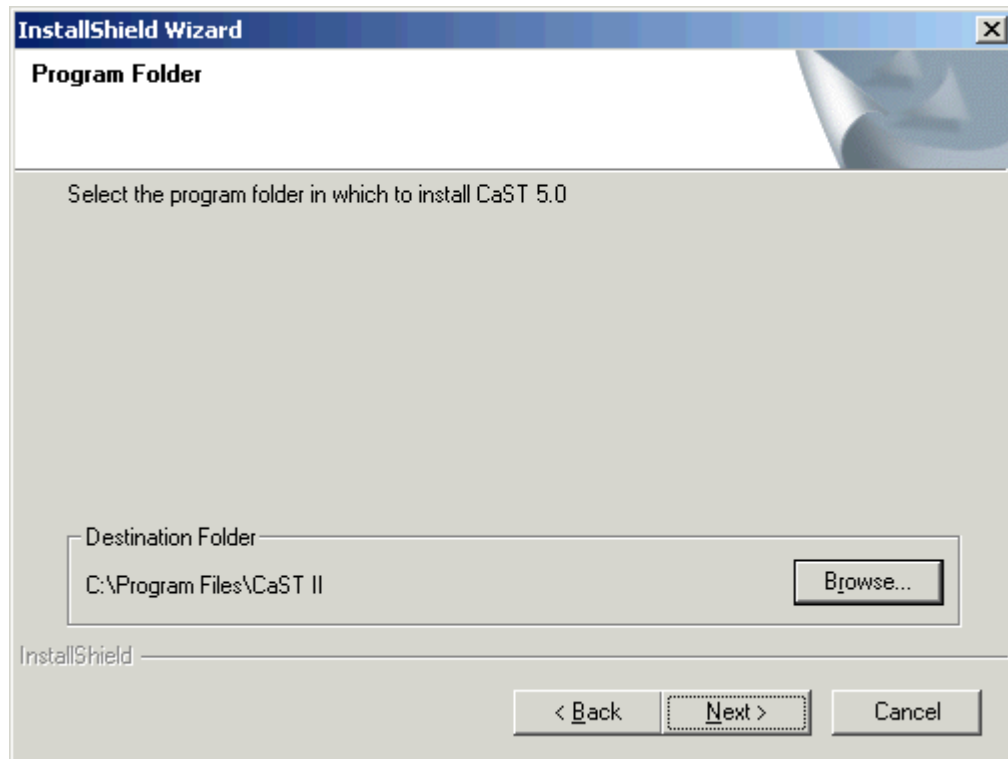 InstallShield Wizard
Program Folder
Select the program folder in which to install CaST 5.0
Destination Folder
C:\Program Files\CaST II
Browse...
InstallShield
< Back
Next >
Cancel